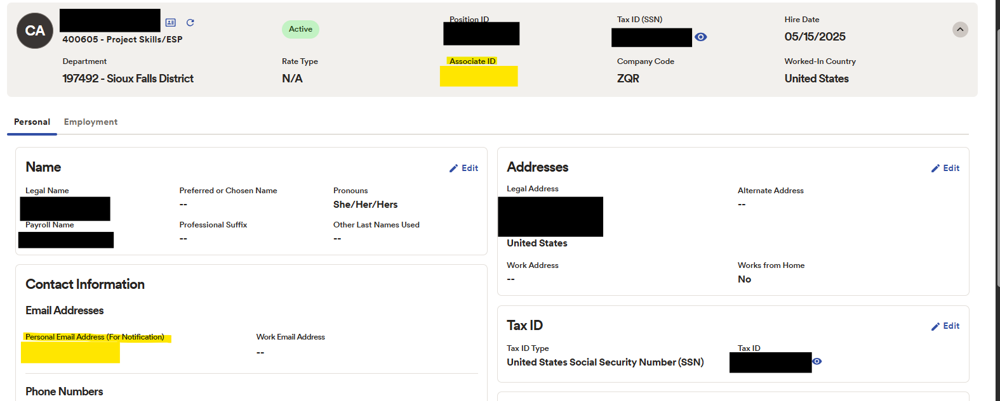 CA
400605 - Project Skills/ESP
Active
Position ID
Tax ID (SSN)
Hire Date
05/15/2025
Department
197492 - Sioux Falls District
Rate Type
N/A
Associate ID
Company Code
ZQR
Worked-In Country
United States
Personal
Employment
Name
Edit
Legal Name
Preferred or Chosen Name
--
Pronouns
She/Her/Hers
Payroll Name
Professional Suffix
--
Other Last Names Used
--
Contact Information
Email Addresses
Personal Email Address (For Notification)
Work Email Address
--
Phone Numbers
Addresses
Edit
Legal Address
United States
Alternate Address
--
Work Address
--
Works from Home
No
Tax ID
Edit
Tax ID Type
United States Social Security Number (SSN)
Tax ID